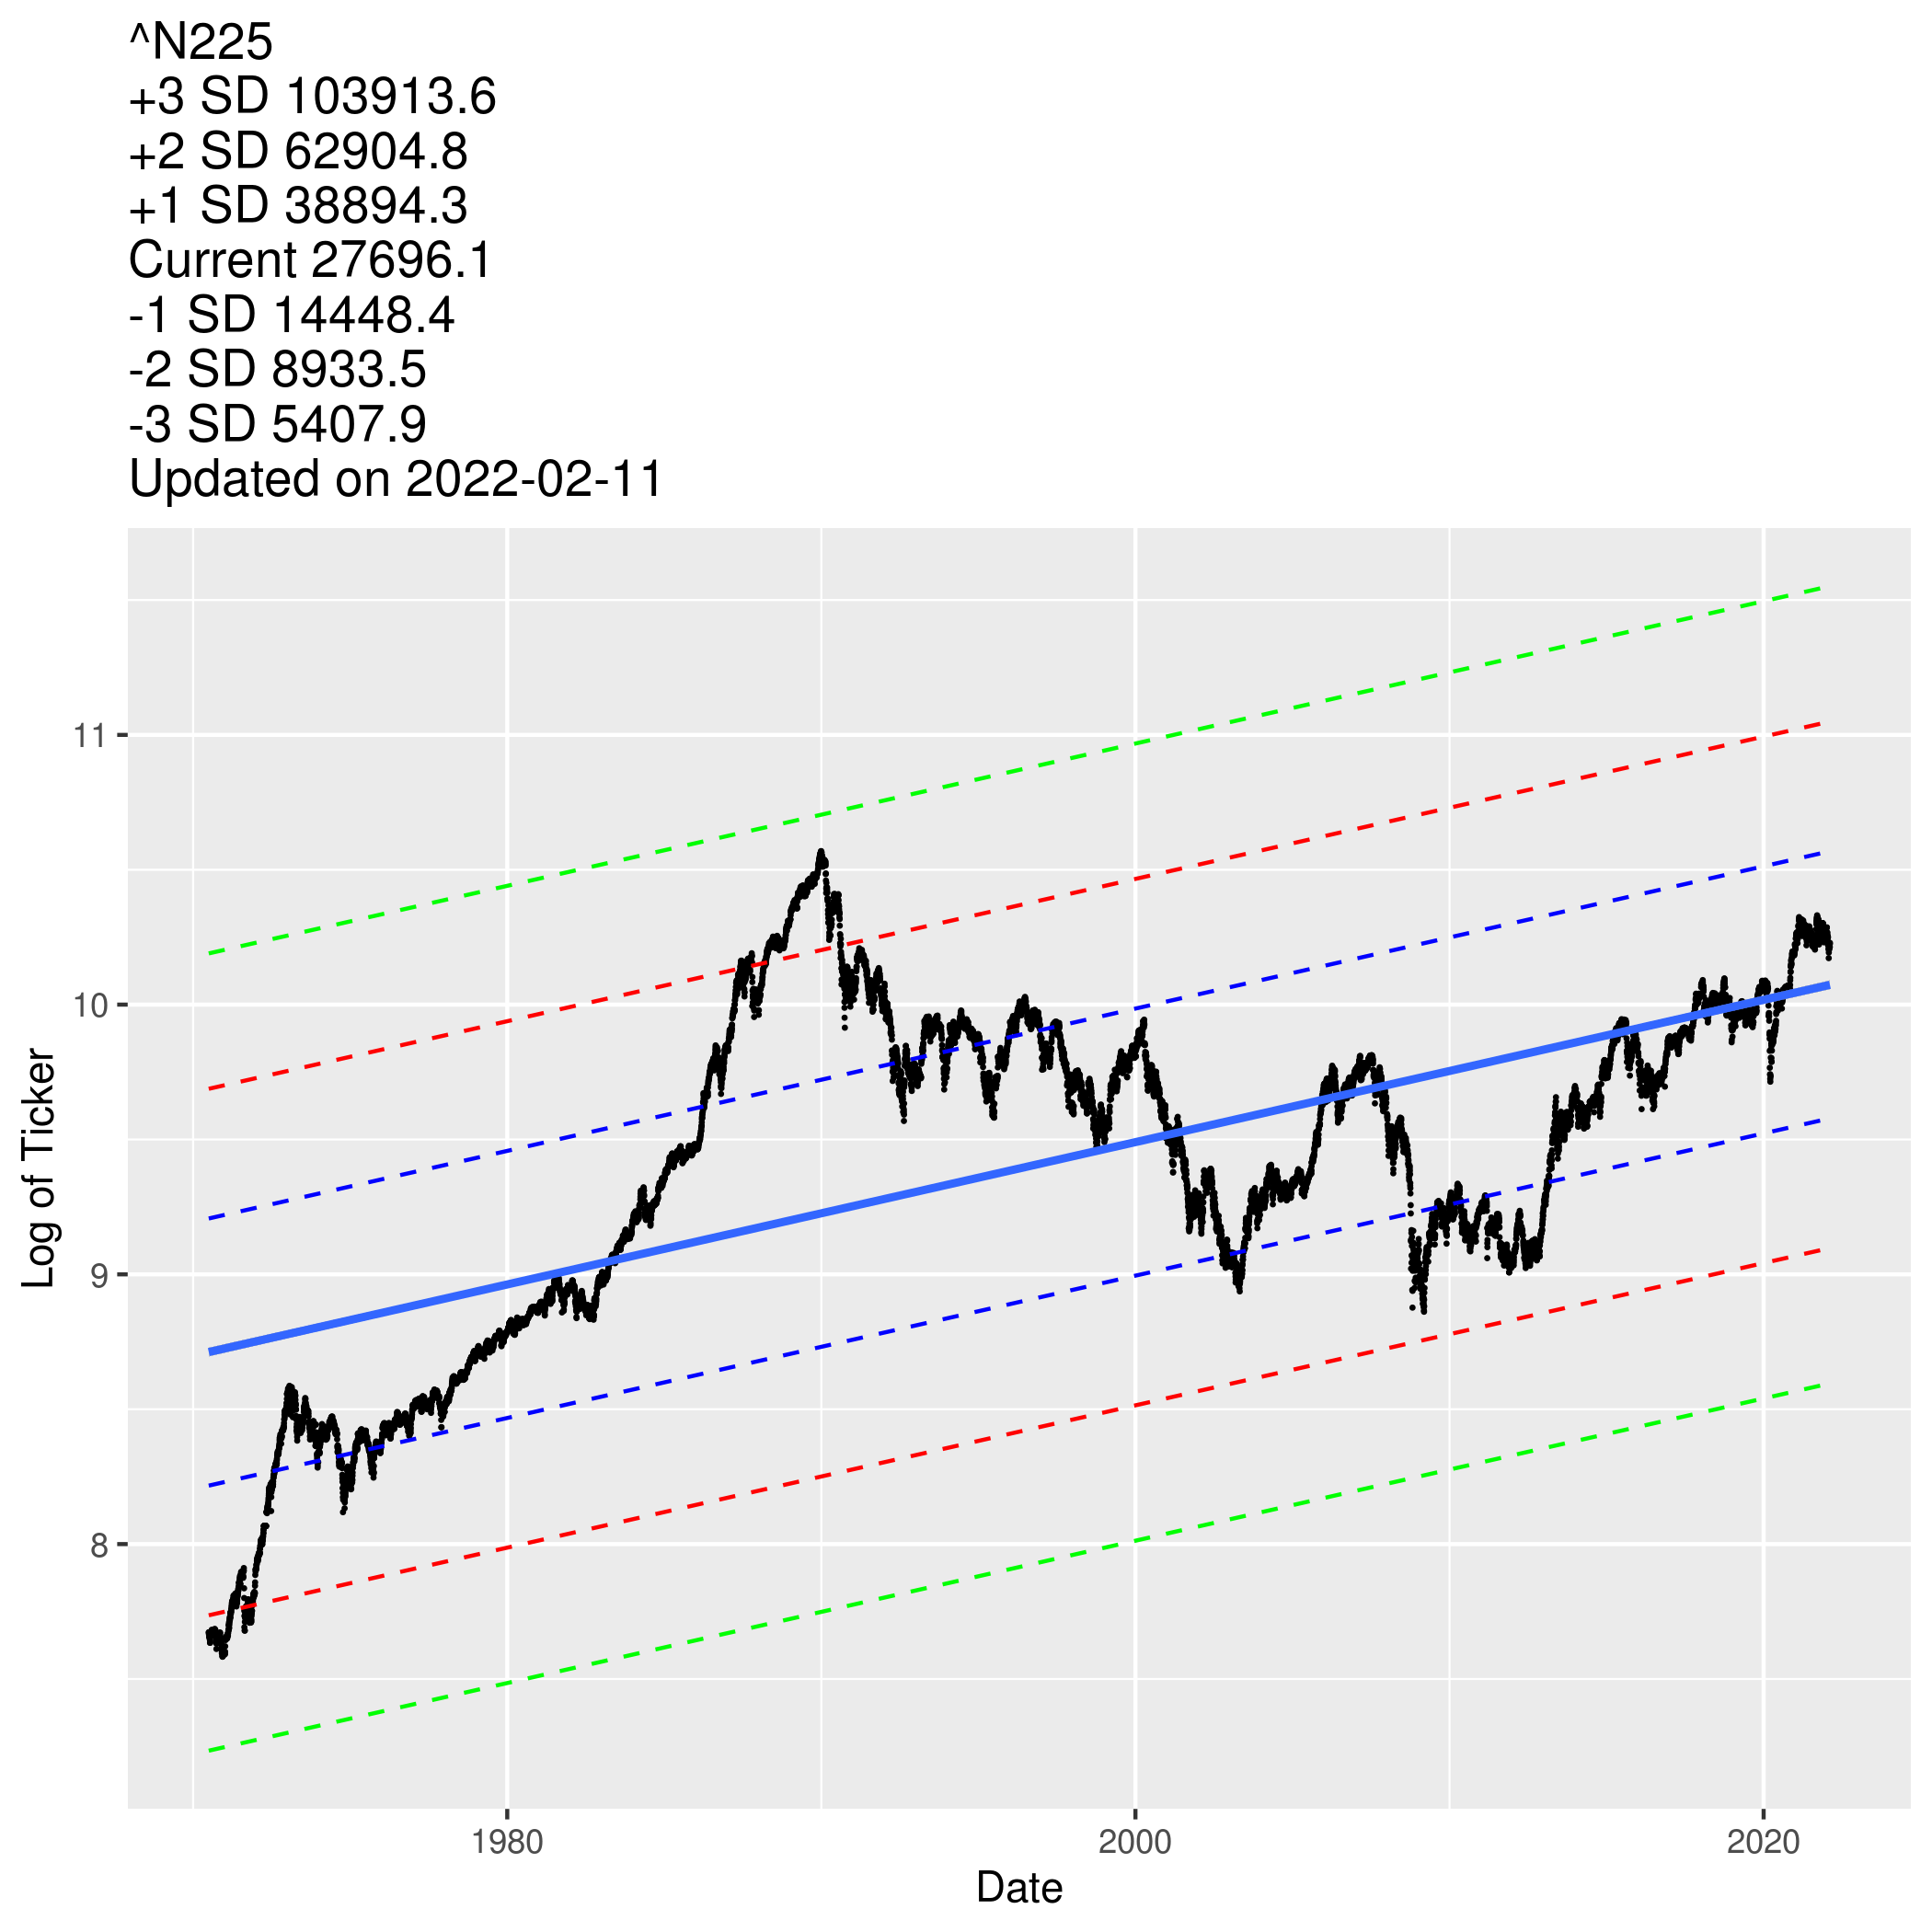 ^N225
+3 SD 103913.6
+2 SD 62904.8
+1 SD 38894.3
Current 27696.1
-1 SD 14448.4
-2 SD 8933.5
-3 SD 5407.9
Updated on 2022-02-11
11
10
9
8
Log of Ticker
1980
2000
2020
Date